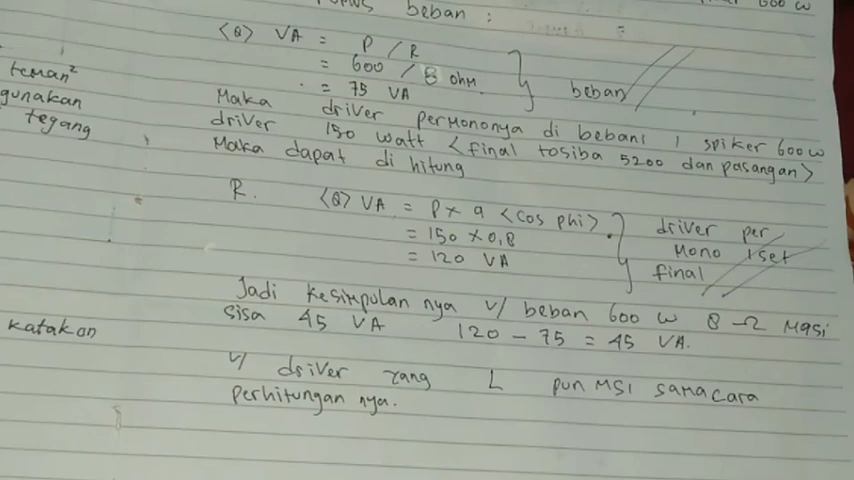 600 w
beban :
<Q> VA = P / R
= 600 / 8 ohm
= 75 VA
beban
teman²
gunakan
tegang
Maka driver permononya di bebani 1 spiker 600 w
driver 150 watt <final tosiba 5200 dan pasangan>
Maka dapat di hitung
R. <Q> VA = P x a <cos phi>.
= 150 x 0,8
= 120 VA
driver per
mono 1 set
final
Jadi kesimpulan nya u/ beban 600 w 8 Ω masi
sisa 45 VA 120 - 75 = 45 VA.
katakan
u/ driver yang L pun msi sama cara
perhitungan nya.